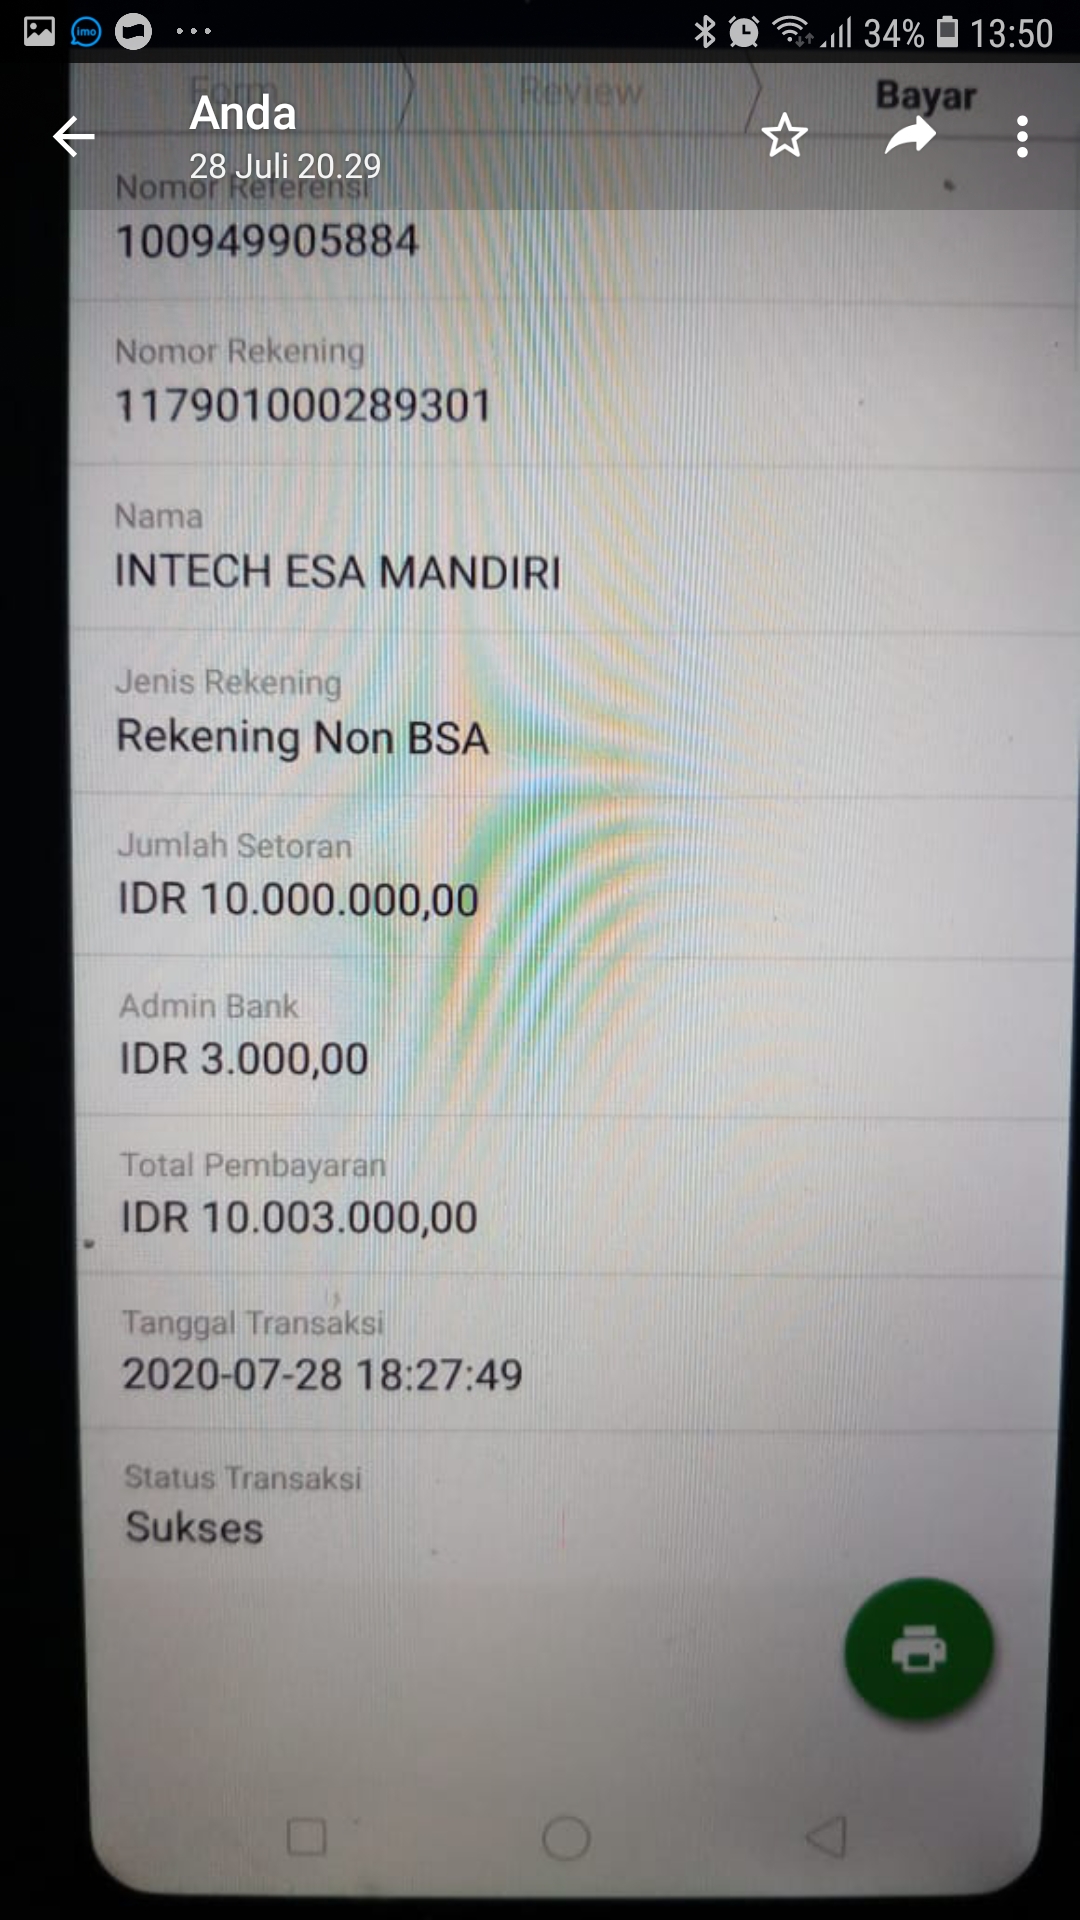 imo
34% 13:50
Form Review Bayar
Anda
28 Juli 20.29
Nomor Referensi
100949905884
Nomor Rekening
117901000289301
Nama
INTECH ESA MANDIRI
Jenis Rekening
Rekening Non BSA
Jumlah Setoran
IDR 10.000.000,00
Admin Bank
IDR 3.000,00
Total Pembayaran
IDR 10.003.000,00
Tanggal Transaksi
2020-07-28 18:27:49
Status Transaksi
Sukses